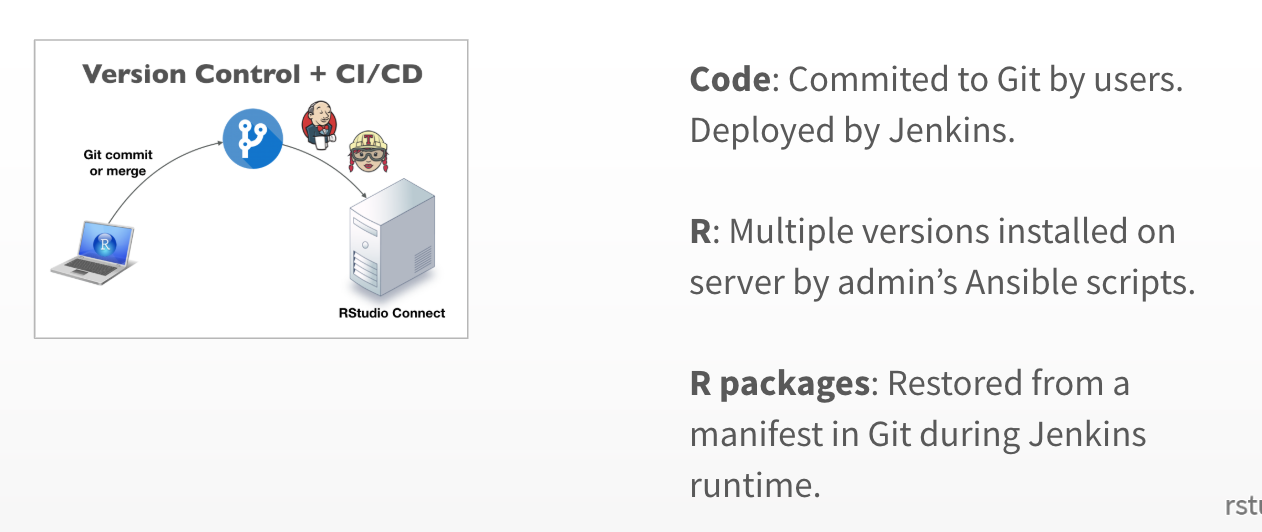 Version Control + CI/CD
Git commit
or merge
R
T
RStudio Connect
Code: Commited to Git by users.
Deployed by Jenkins.
R: Multiple versions installed on
server by admin’s Ansible scripts.
R packages: Restored from a
manifest in Git during Jenkins
runtime.